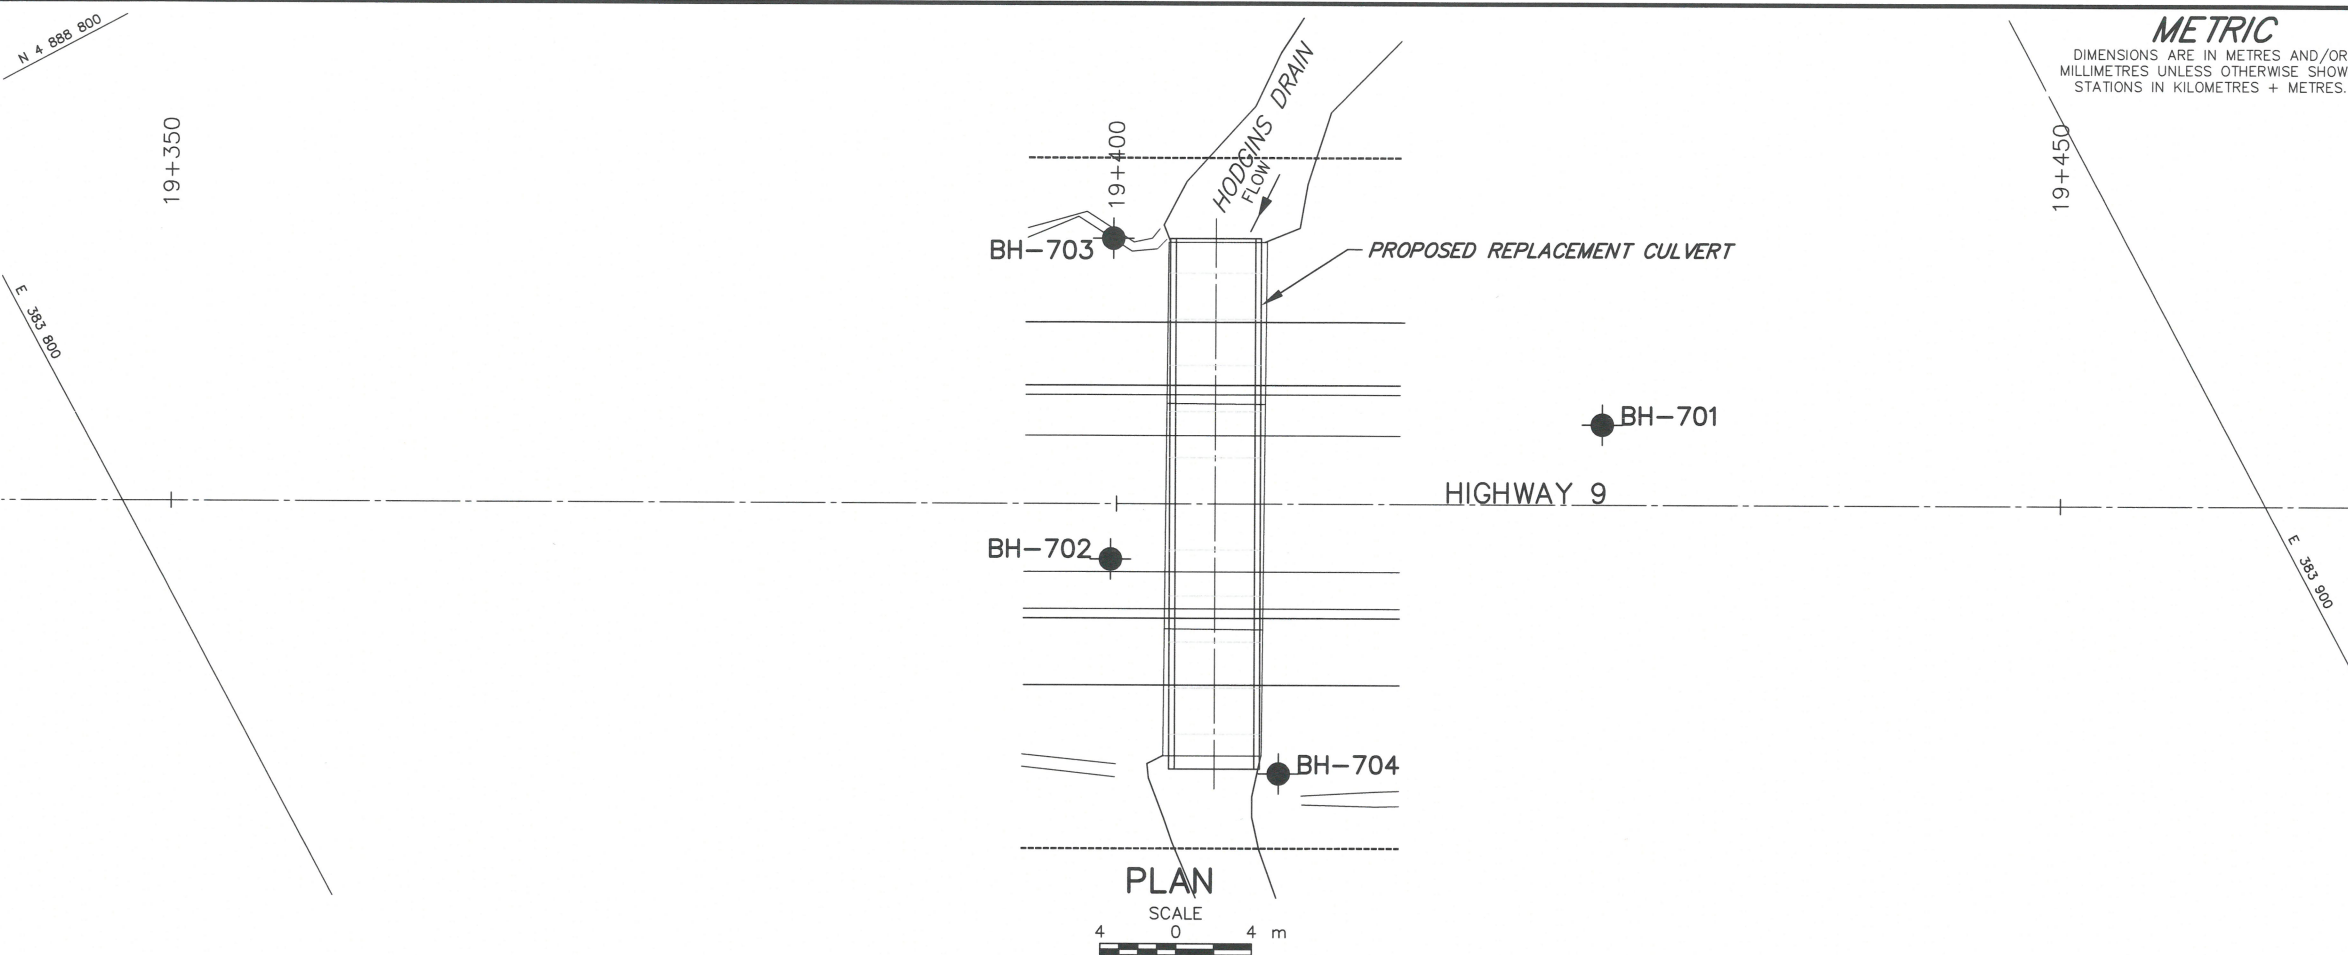 METRIC
DIMENSIONS ARE IN METRES AND/OR
MILLIMETRES UNLESS OTHERWISE SHOW
STATIONS IN KILOMETRES + METRES.
N 4 888 800
19+350
19+400
19+450
HODGINS DRAIN
FLOW
BH-703
PROPOSED REPLACEMENT CULVERT
E 383 800
BH-701
HIGHWAY 9
BH-702
E 383 900
BH-704
PLAN
SCALE
4 0 4 m